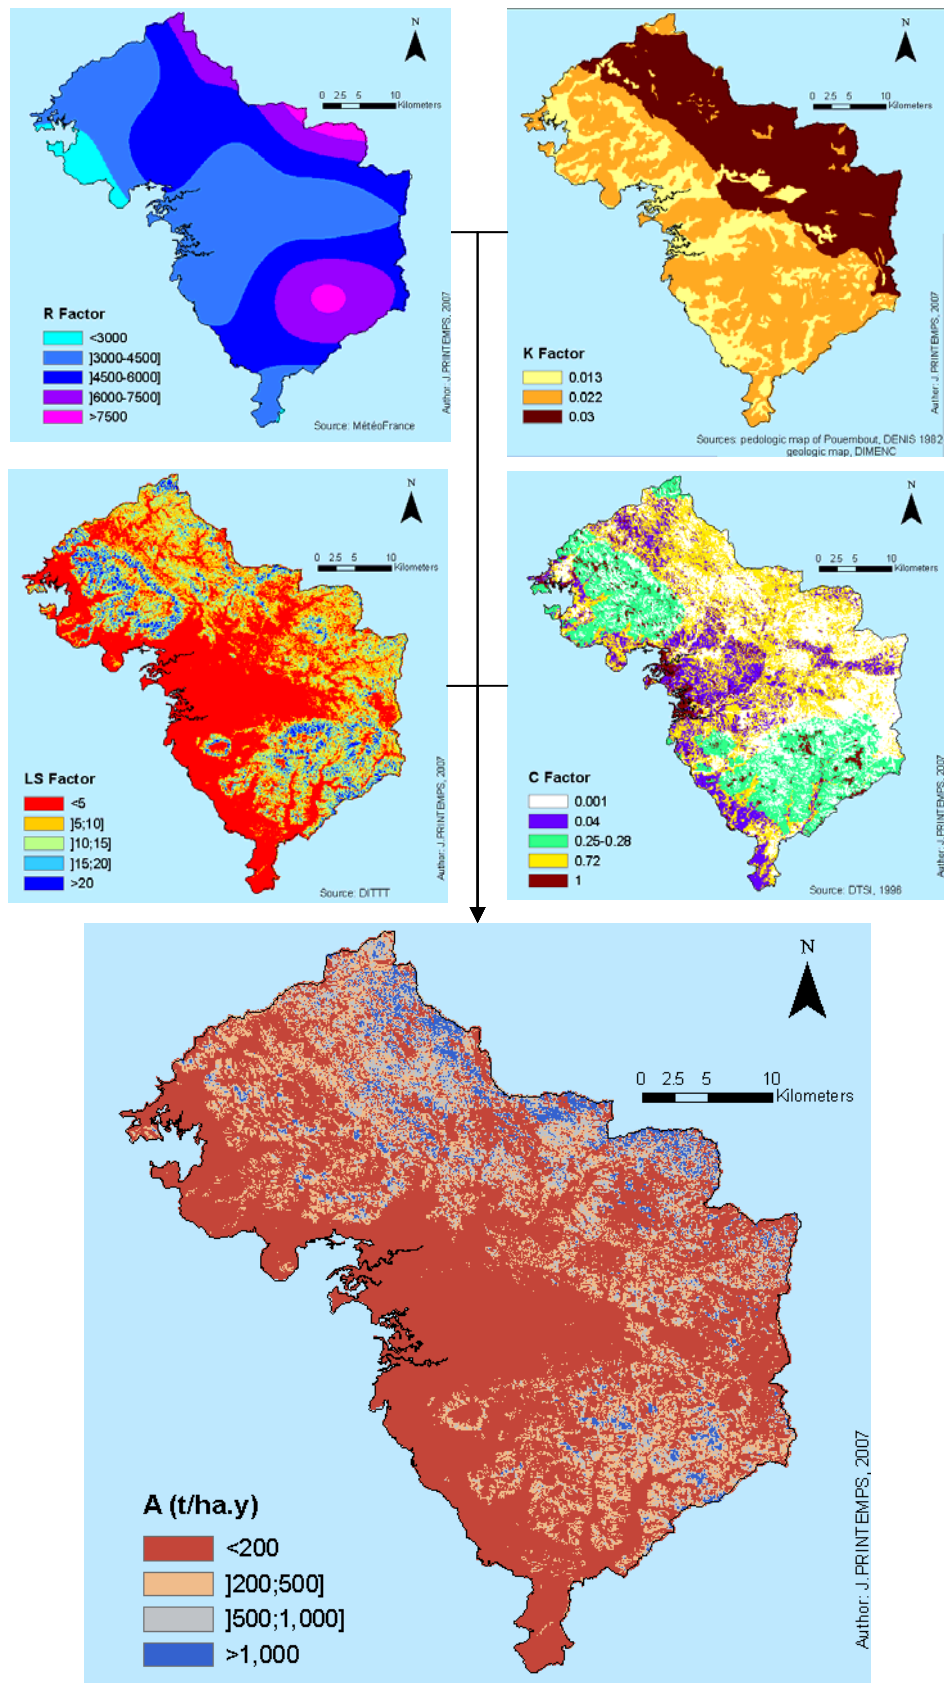 N
0 2.5 5 10
Kilometers
R Factor
<3000
]3000-4500]
]4500-6000]
]6000-7500]
>7500
Source: MétéoFrance
Author: J.PRINTEMPS, 2007
N
0 2.5 5 10
Kilometers
K Factor
0.013
0.022
0.03
Sources: pedologic map of Pouembout, DENIS 1982
geologic map, DIMENC
Author: J.PRINTEMPS, 2007
N
0 2.5 5 10
Kilometers
LS Factor
<5
]5;10]
]10;15]
]15;20]
>20
Source: DITTT
Author: J.PRINTEMPS, 2007
N
0 2.5 5 10
Kilometers
C Factor
0.001
0.04
0.25-0.28
0.72
1
Source: DTSI, 1996
Author: J.PRINTEMPS, 2007
N
0 2.5 5 10
Kilometers
A (t/ha.y)
<200
]200;500]
]500;1,000]
>1,000
Author: J.PRINTEMPS, 2007